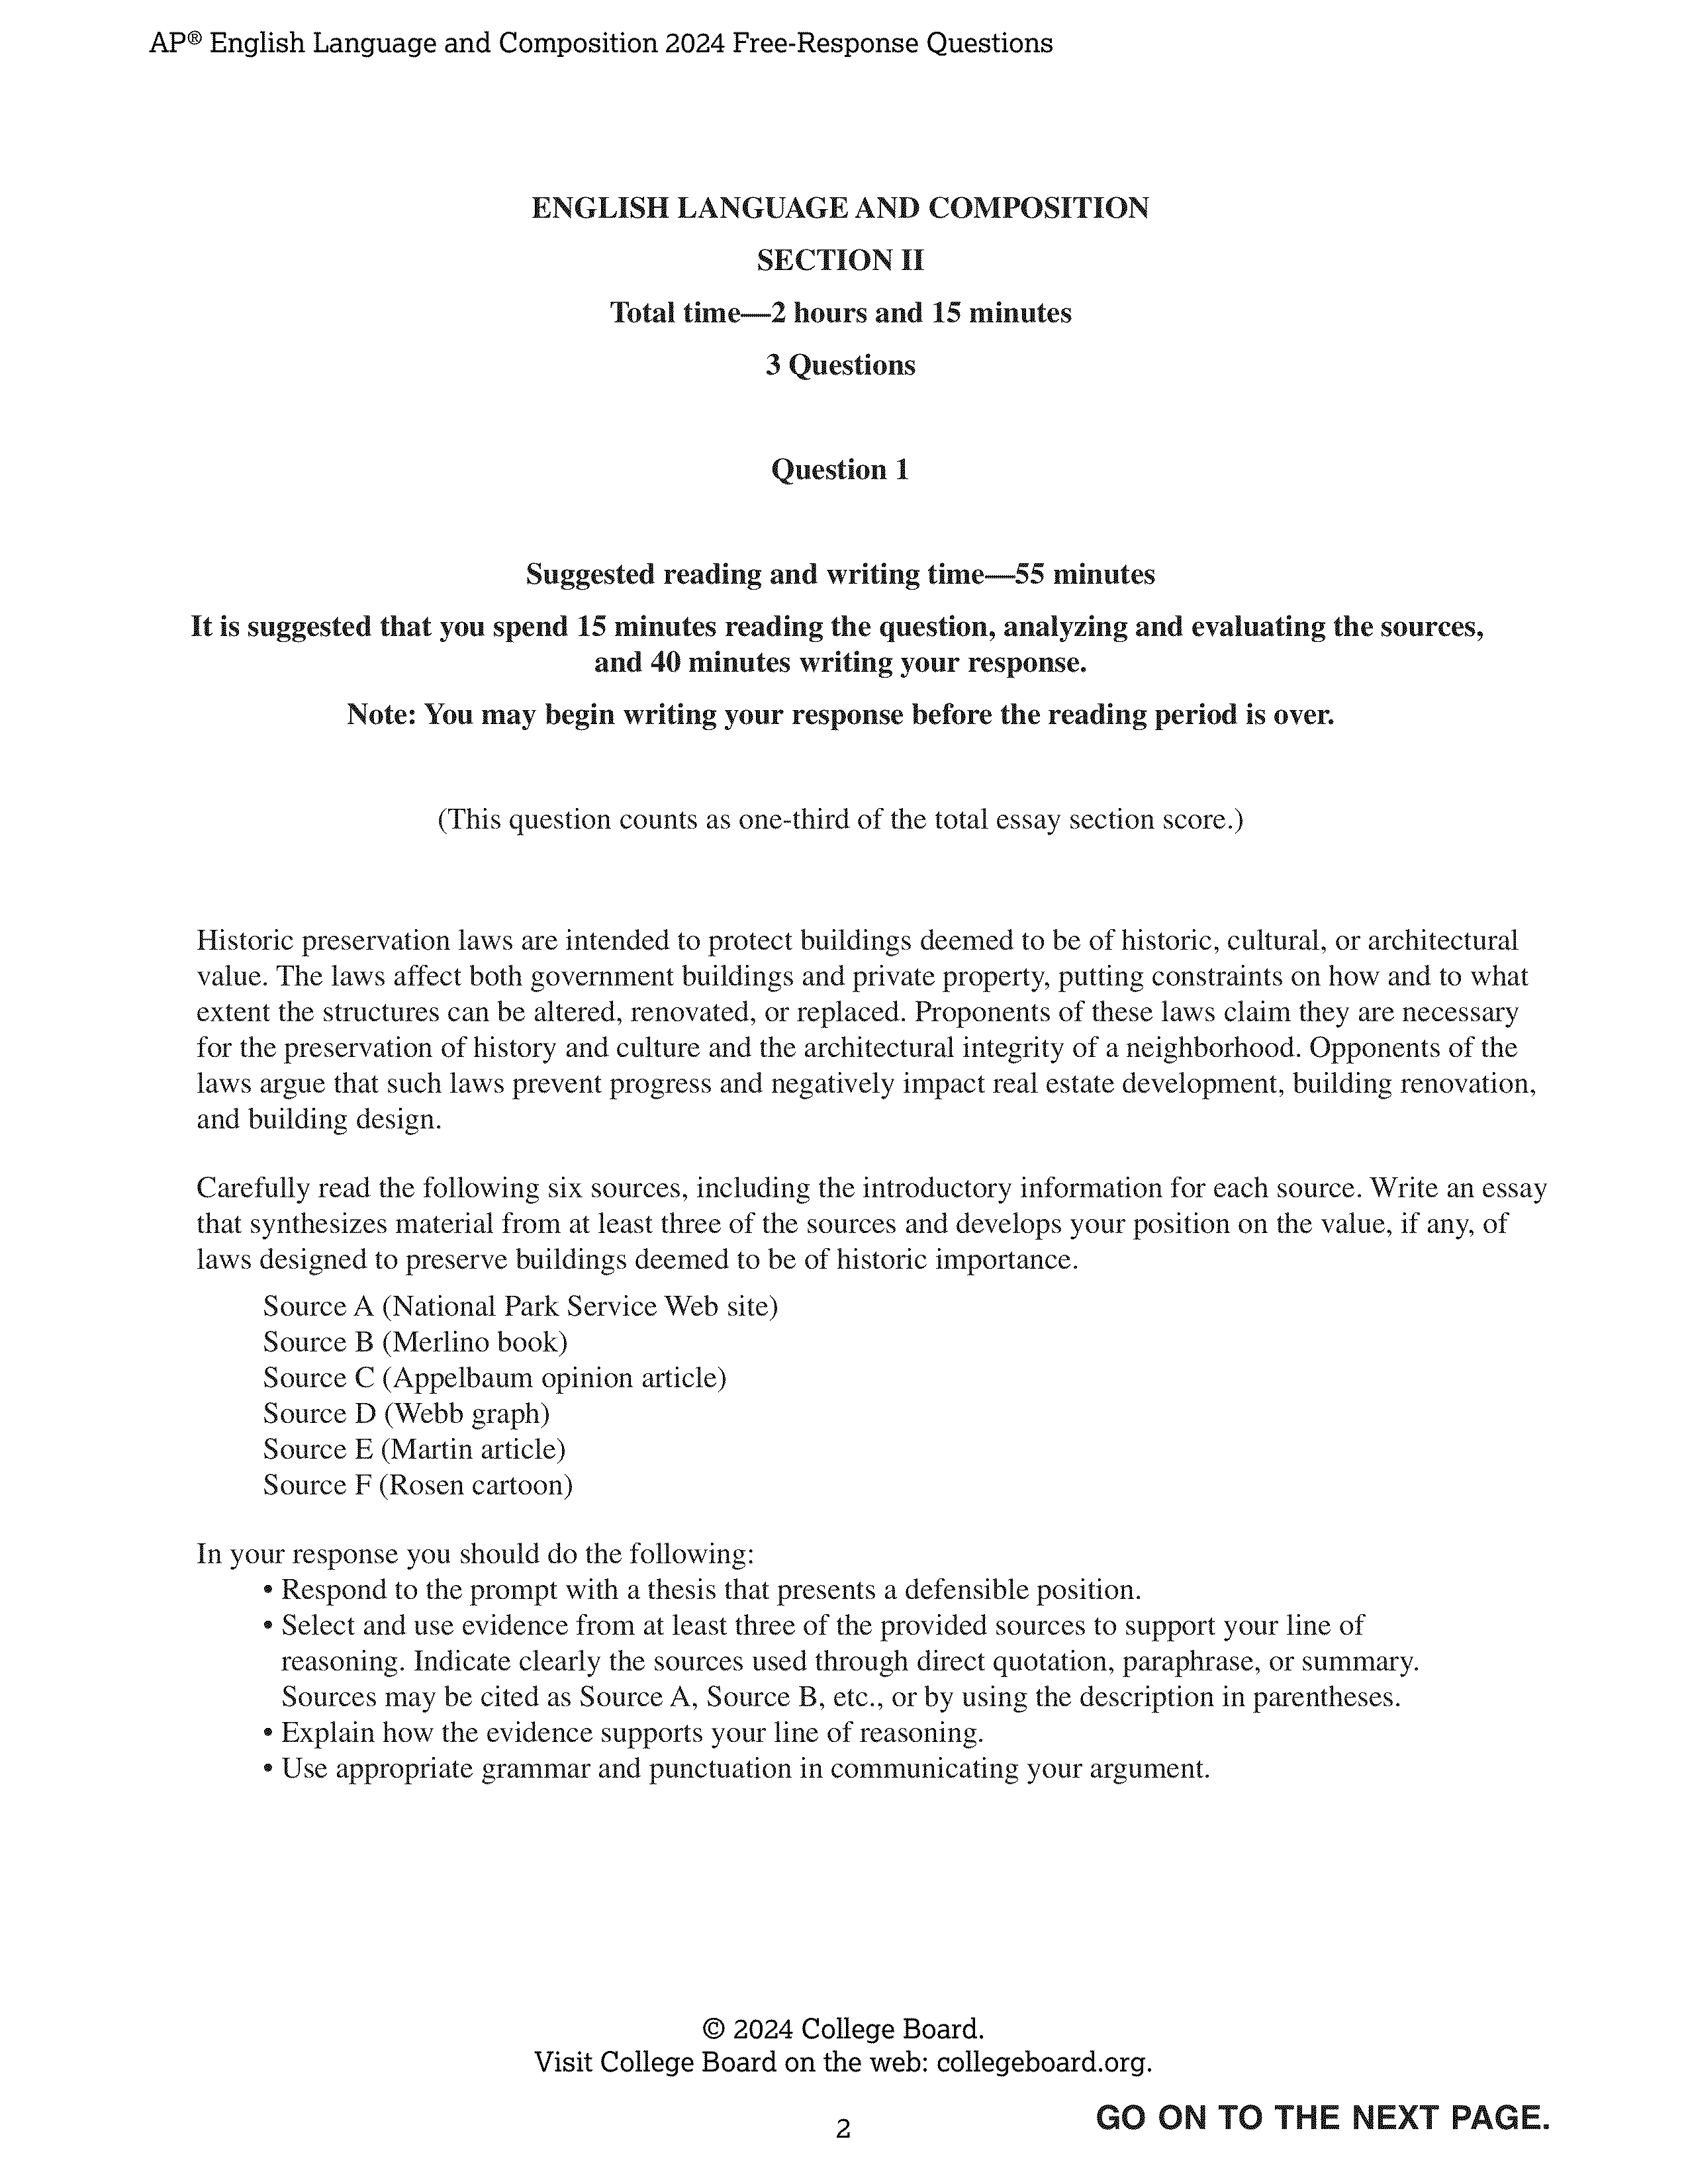 AP® English Language and Composition 2024 Free-Response Questions
ENGLISH LANGUAGE AND COMPOSITION
SECTION II
Total time—2 hours and 15 minutes
3 Questions
Question 1
Suggested reading and writing time—55 minutes
It is suggested that you spend 15 minutes reading the question, analyzing and evaluating the sources,
and 40 minutes writing your response.
Note: You may begin writing your response before the reading period is over.
(This question counts as one-third of the total essay section score.)
Historic preservation laws are intended to protect buildings deemed to be of historic, cultural, or architectural
value. The laws affect both government buildings and private property, putting constraints on how and to what
extent the structures can be altered, renovated, or replaced. Proponents of these laws claim they are necessary
for the preservation of history and culture and the architectural integrity of a neighborhood. Opponents of the
laws argue that such laws prevent progress and negatively impact real estate development, building renovation,
and building design.
Carefully read the following six sources, including the introductory information for each source. Write an essay
that synthesizes material from at least three of the sources and develops your position on the value, if any, of
laws designed to preserve buildings deemed to be of historic importance.
Source A (National Park Service Web site)
Source B (Merlino book)
Source C (Appelbaum opinion article)
Source D (Webb graph)
Source E (Martin article)
Source F (Rosen cartoon)
In your response you should do the following:
• Respond to the prompt with a thesis that presents a defensible position.
• Select and use evidence from at least three of the provided sources to support your line of
reasoning. Indicate clearly the sources used through direct quotation, paraphrase, or summary.
Sources may be cited as Source A, Source B, etc., or by using the description in parentheses.
• Explain how the evidence supports your line of reasoning.
• Use appropriate grammar and punctuation in communicating your argument.
© 2024 College Board.
Visit College Board on the web: collegeboard.org.
2
GO ON TO THE NEXT PAGE.